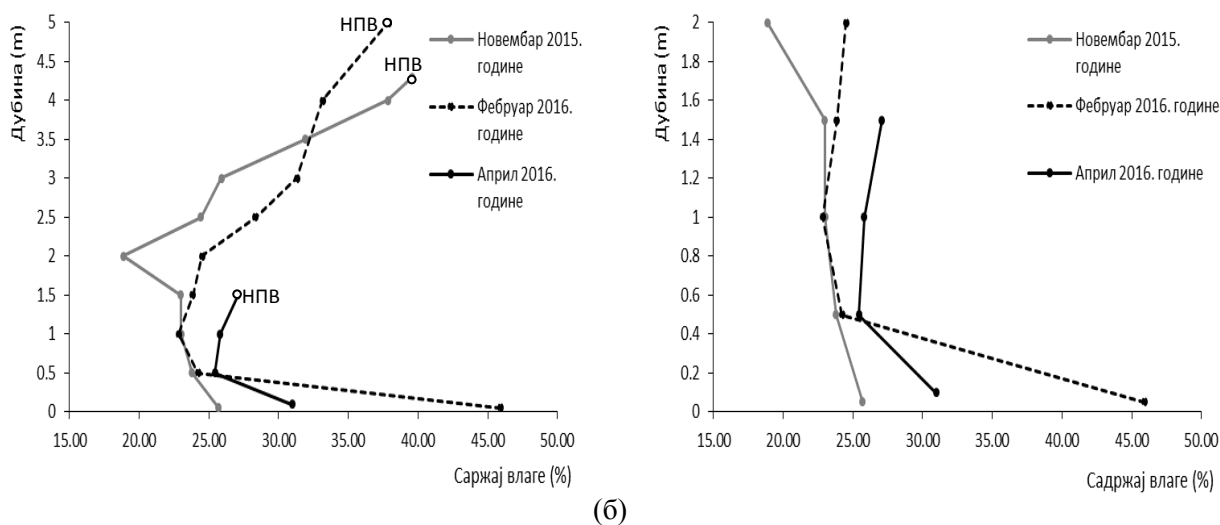 Дубина (m)
5
4.5
4
3.5
3
2.5
2
1.5
1
0.5
0
15.00 20.00 25.00 30.00 35.00 40.00 45.00 50.00
Саржај влаге (%)
НПВ
НПВ
НПВ
Новембар 2015.
године
Фебруар 2016.
године
Април 2016.
године
Дубина (m)
2
1.8
1.6
1.4
1.2
1
0.8
0.6
0.4
0.2
0
15.00 20.00 25.00 30.00 35.00 40.00 45.00 50.00
Садржај влаге (%)
Новембар 2015.
године
Фебруар 2016. године
Април 2016. године
(б)